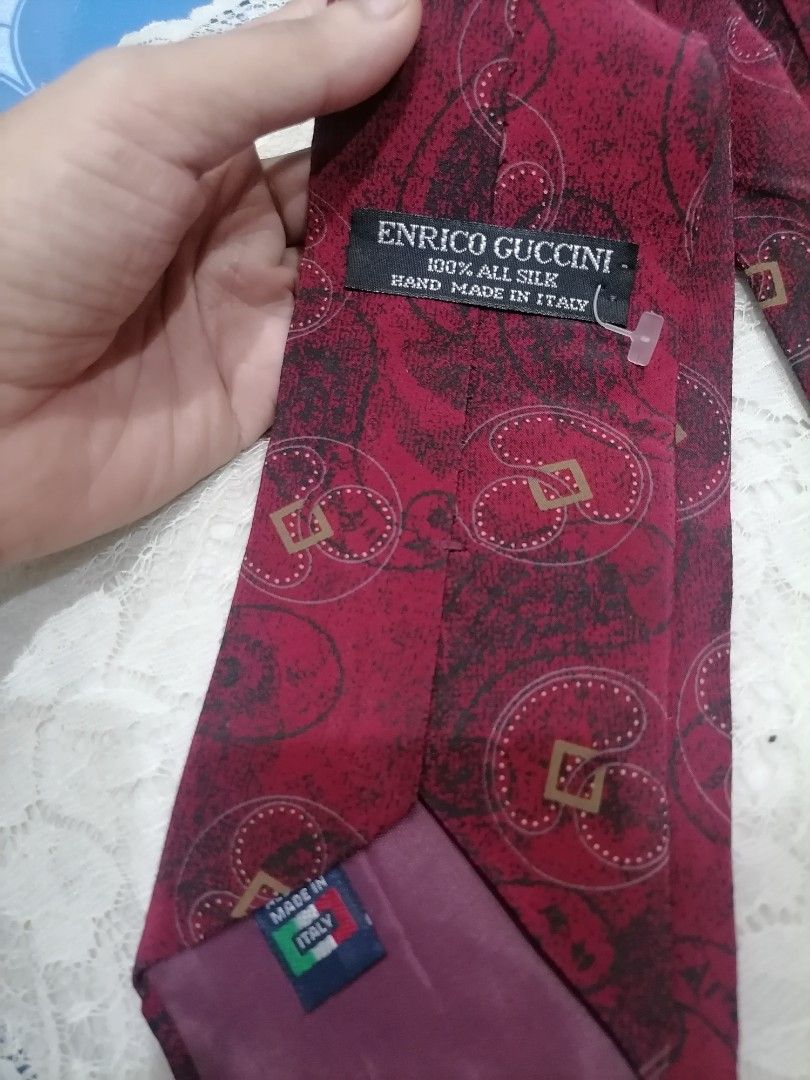 ENRICO GUCCINI
100% ALL SILK
HAND MADE IN ITALY
MADE IN
ITALY